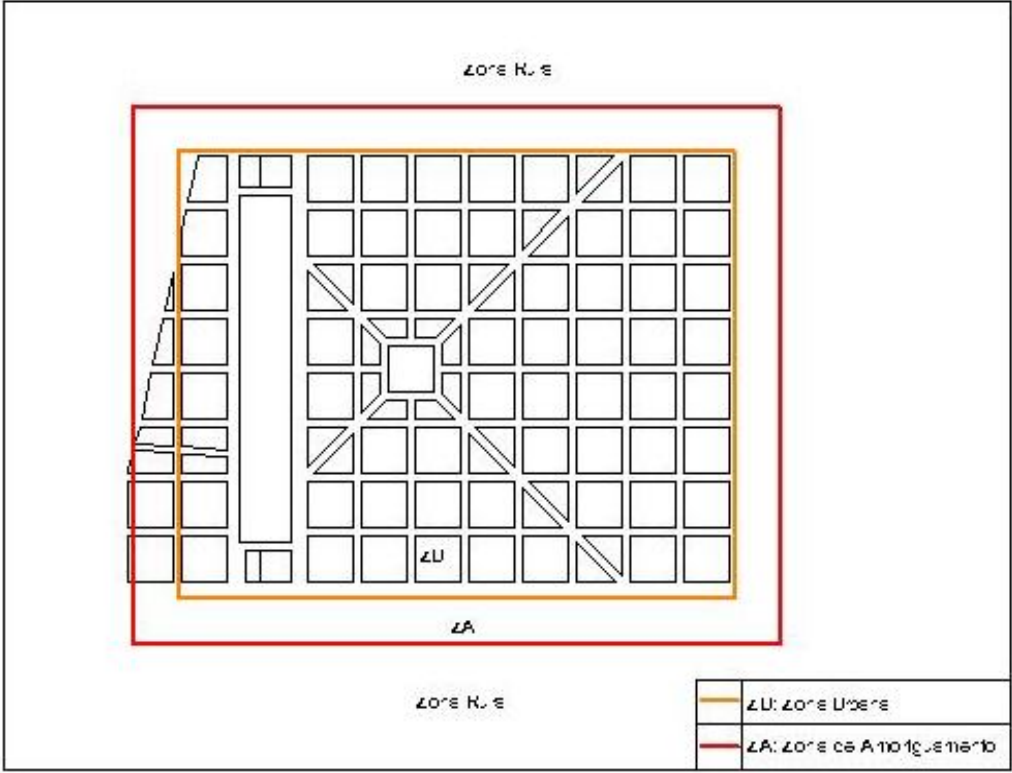 Zona Rural
ZU
ZA
Zona Rural
ZU: Zona Urbana
ZA: Zona de Amortiguamiento